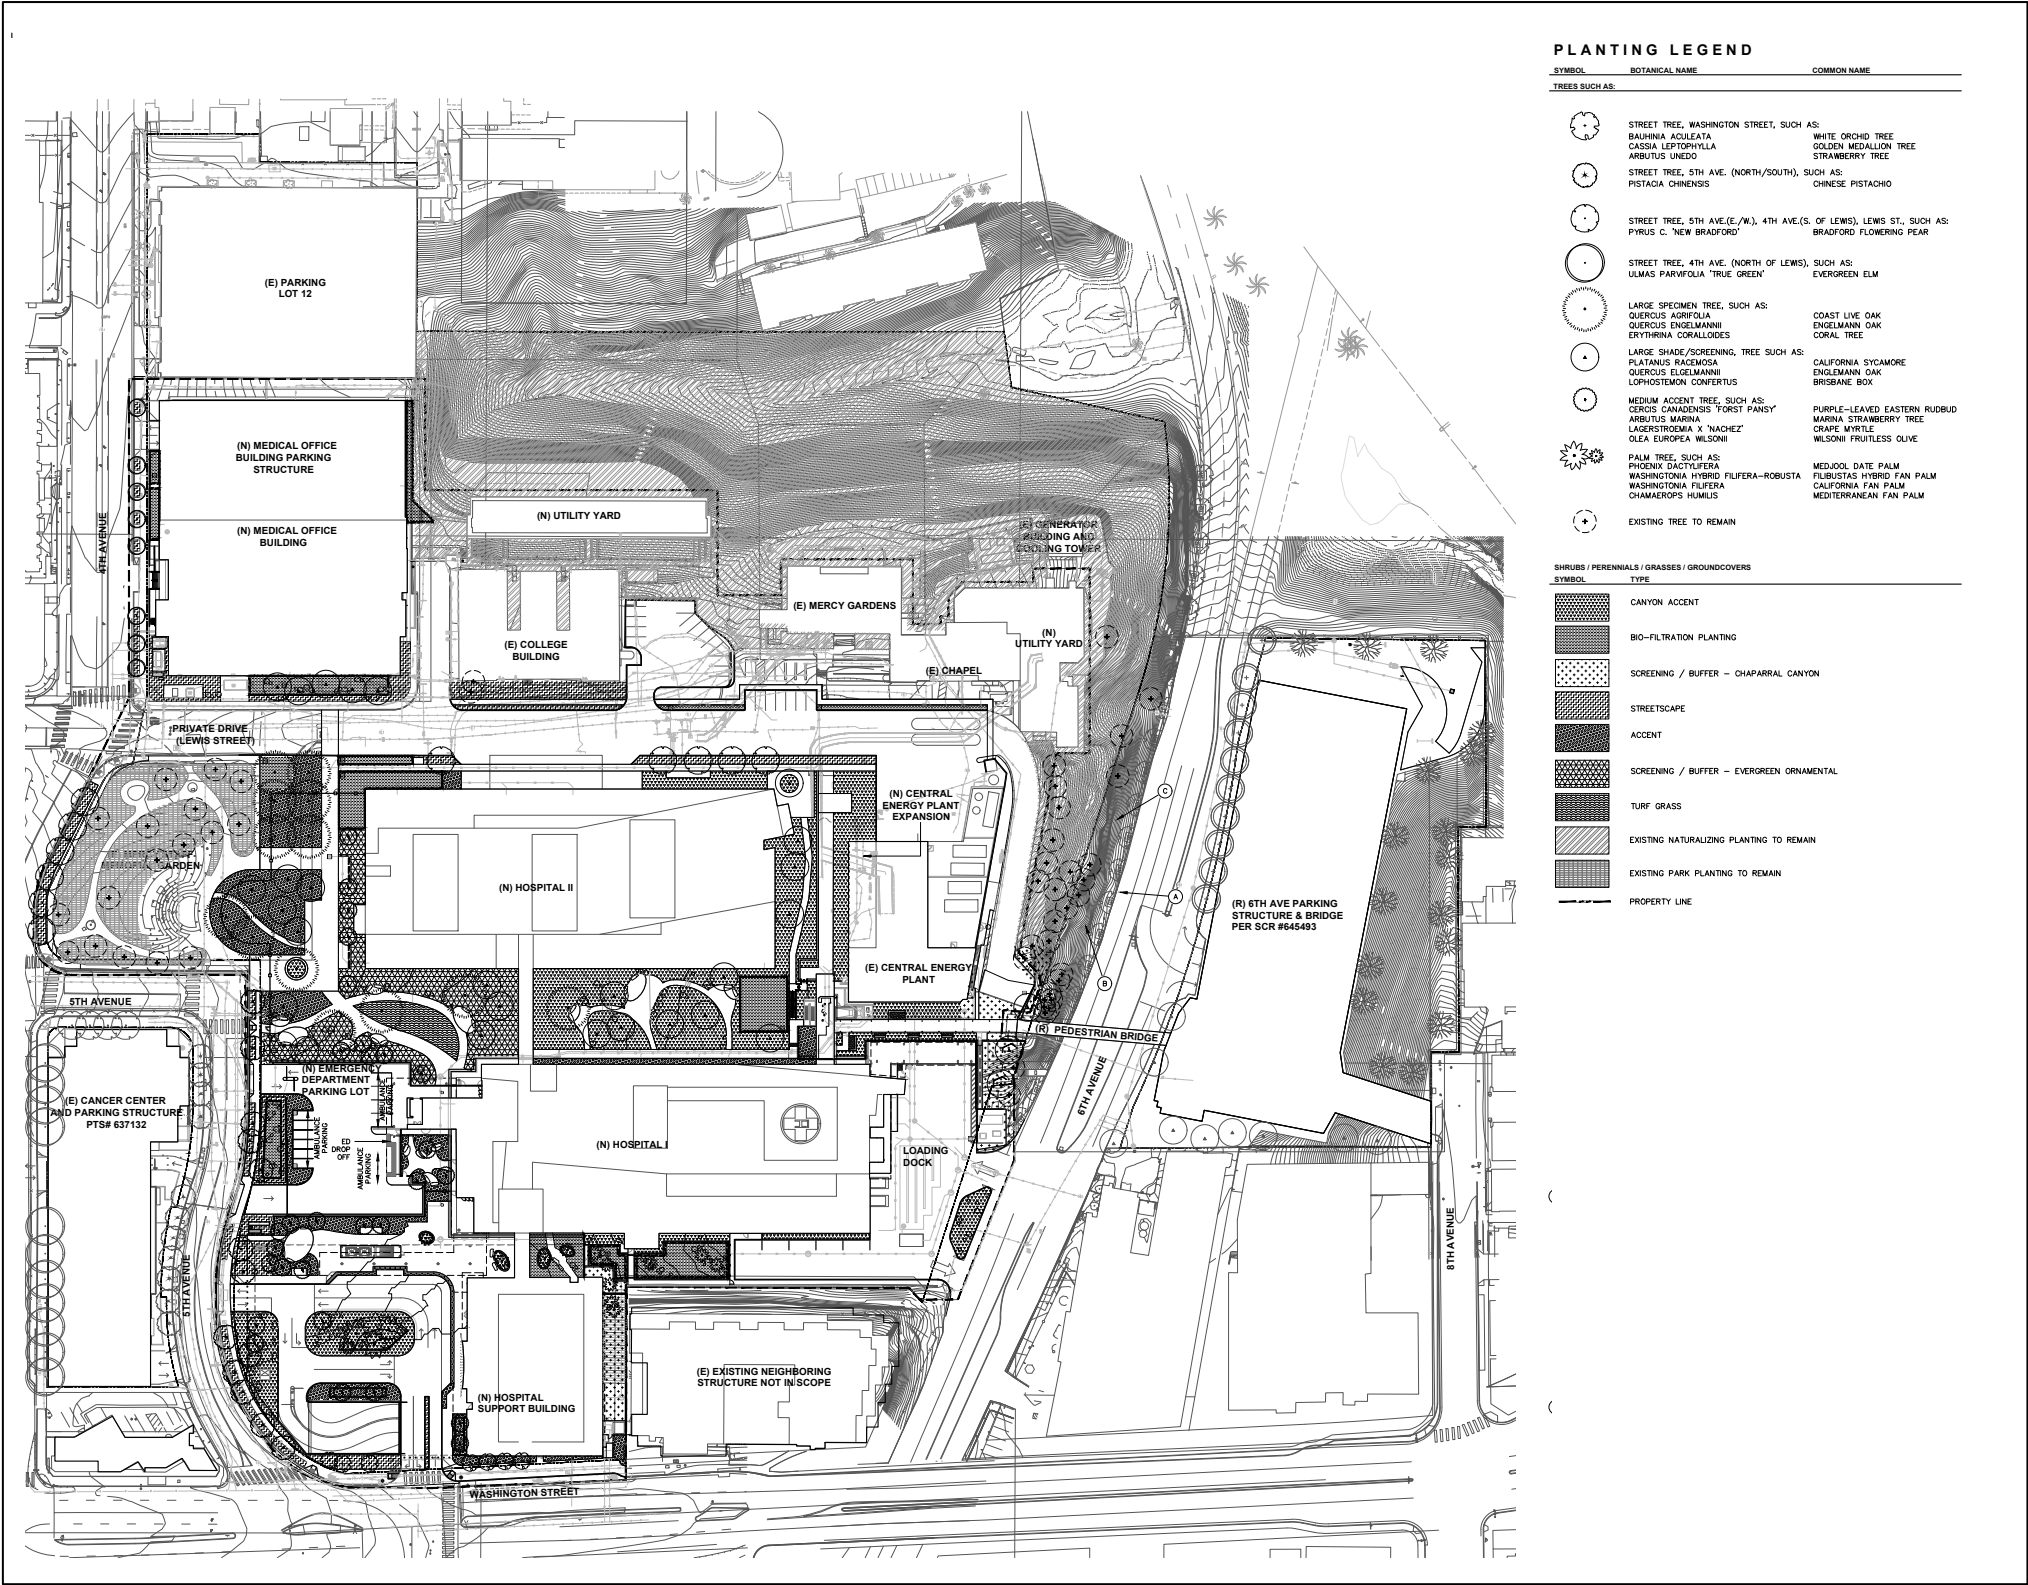 PLANTING LEGEND
SYMBOL BOTANICAL NAME COMMON NAME
TREES SUCH AS:
STREET TREE, WASHINGTON STREET, SUCH AS:
BAUHINIA ACULEATA WHITE ORCHID TREE
CASSIA LEPTOPHYLLA GOLDEN MEDALLION TREE
ARBUTUS UNEDO STRAWBERRY TREE
STREET TREE, 5TH AVE. (NORTH/SOUTH), SUCH AS:
PISTACIA CHINENSIS CHINESE PISTACHIO
STREET TREE, 5TH AVE.(E./W.), 4TH AVE.(S. OF LEWIS), LEWIS ST., SUCH AS:
PYRUS C. 'NEW BRADFORD' BRADFORD FLOWERING PEAR
STREET TREE, 4TH AVE. (NORTH OF LEWIS), SUCH AS:
ULMAS PARVIFOLIA 'TRUE GREEN' EVERGREEN ELM
LARGE SPECIMEN TREE, SUCH AS:
QUERCUS AGRIFOLIA COAST LIVE OAK
QUERCUS ENGELMANNII ENGELMANN OAK
ERYTHRINA CORALLOIDES CORAL TREE
LARGE SHADE/SCREENING, TREE SUCH AS:
PLATANUS RACEMOSA CALIFORNIA SYCAMORE
QUERCUS ELGELMANNII ENGLEMANN OAK
LOPHOSTEMON CONFERTUS BRISBANE BOX
MEDIUM ACCENT TREE, SUCH AS:
CERCIS CANADENSIS 'FORST PANSY' PURPLE-LEAVED EASTERN RUDBUD
ARBUTUS MARINA MARINA STRAWBERRY TREE
LAGERSTROEMIA X 'NACHEZ' CRAPE MYRTLE
OLEA EUROPEA WILSONII WILSONII FRUITLESS OLIVE
PALM TREE, SUCH AS:
PHOENIX DACTYLIFERA MEDJOOL DATE PALM
WASHINGTONIA HYBRID FILIFERA-ROBUSTA FILIBUSTAS HYBRID FAN PALM
WASHINGTONIA FILIFERA CALIFORNIA FAN PALM
CHAMAEROPS HUMILIS MEDITERRANEAN FAN PALM
EXISTING TREE TO REMAIN
SHRUBS / PERENNIALS / GRASSES / GROUNDCOVERS
SYMBOL TYPE
CANYON ACCENT
BIO-FILTRATION PLANTING
SCREENING / BUFFER - CHAPARRAL CANYON
STREETSCAPE
ACCENT
SCREENING / BUFFER - EVERGREEN ORNAMENTAL
TURF GRASS
EXISTING NATURALIZING PLANTING TO REMAIN
EXISTING PARK PLANTING TO REMAIN
PROPERTY LINE
(E) PARKING
LOT 12
(N) MEDICAL OFFICE
BUILDING PARKING
STRUCTURE
(N) MEDICAL OFFICE
BUILDING
4TH AVENUE
(N) UTILITY YARD
(E) GENERATOR
BUILDING AND
COOLING TOWER
(E) MERCY GARDENS
(E) COLLEGE
BUILDING
(N)
UTILITY YARD
(E) CHAPEL
PRIVATE DRIVE
(LEWIS STREET)
(N) CENTRAL
ENERGY PLANT
EXPANSION
GARDEN
(N) HOSPITAL II
C
A
B
(R) 6TH AVE PARKING
STRUCTURE & BRIDGE
PER SCR #645493
(E) CENTRAL ENERGY
PLANT
5TH AVENUE
(R) PEDESTRIAN BRIDGE
6TH AVENUE
(N) EMERGENCY
DEPARTMENT
PARKING LOT
(E) CANCER CENTER
AND PARKING STRUCTURE
PTS# 637132
AMBULANCE
PARKING
AMBULANCE
PARKING
ED
DROP
OFF
AMBULANCE
PARKING
(N) HOSPITAL I
LOADING
DOCK
5TH AVENUE
8TH AVENUE
(N) HOSPITAL
SUPPORT BUILDING
(E) EXISTING NEIGHBORING
STRUCTURE NOT IN SCOPE
WASHINGTON STREET